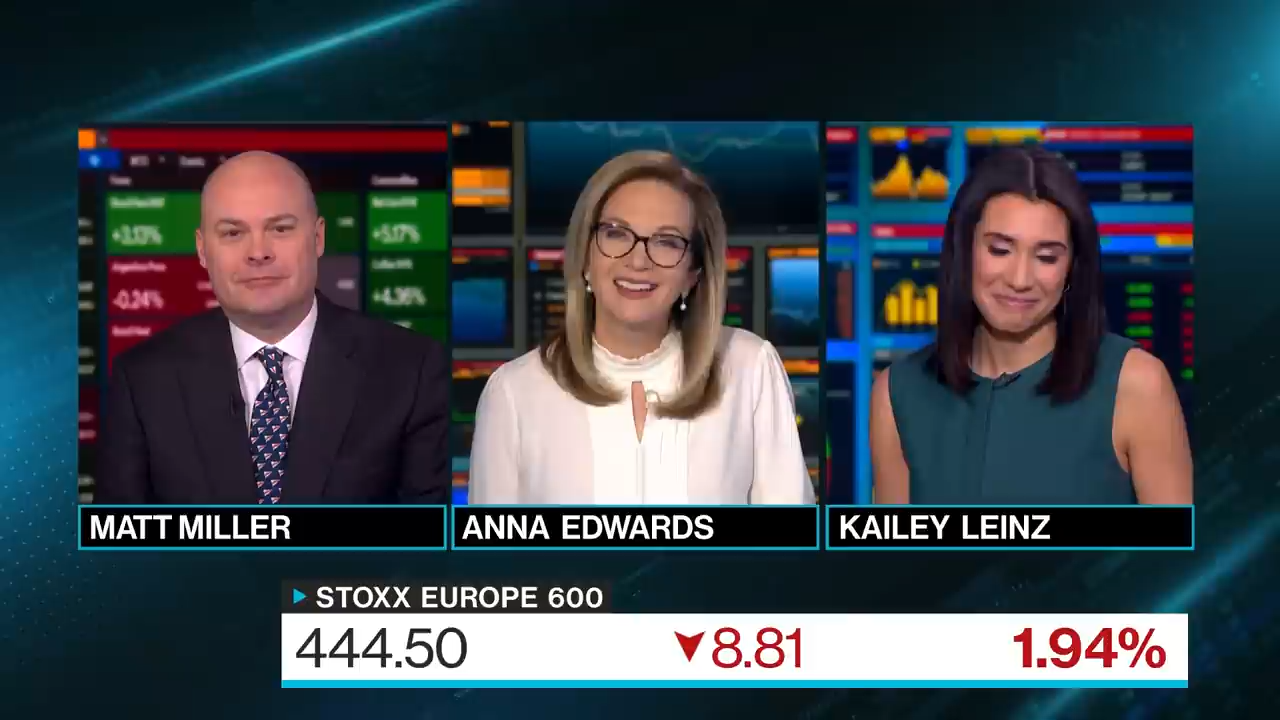 +3.13%
+5.17%
-0.24%
+4.36%
MATT MILLER
ANNA EDWARDS
KAILEY LEINZ
STOXX EUROPE 600
444.50
8.81
1.94%